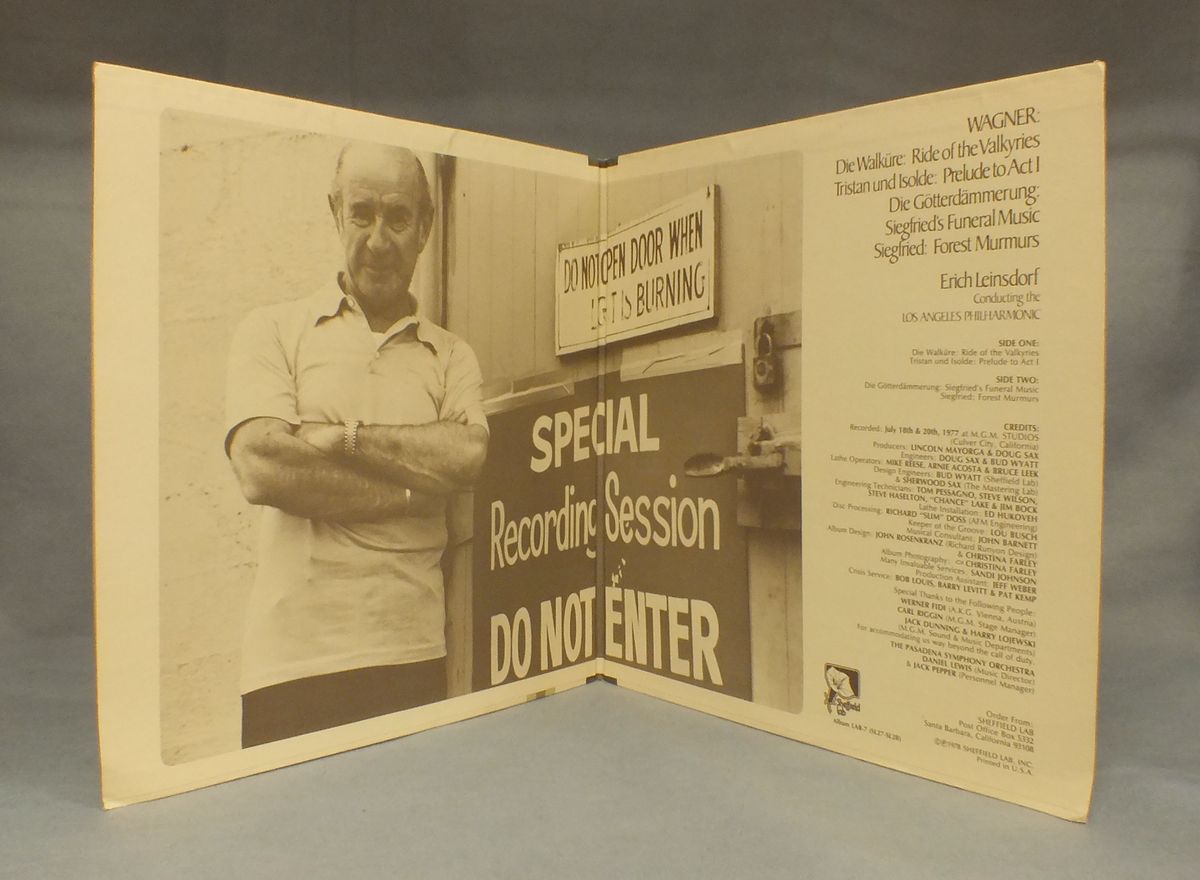 DO NOT OPEN DOOR WHEN
LIGHT IS BURNING
SPECIAL
Recording Session
DO NOT ENTER
WAGNER:
Die Walküre: Ride of the Valkyries
Tristan und Isolde: Prelude to Act I
Die Götterdämmerung:
Siegfried's Funeral Music
Siegfried: Forest Murmurs
Erich Leinsdorf
Conducting the
LOS ANGELES PHILHARMONIC
SIDE ONE:
Die Walküre: Ride of the Valkyries
Tristan und Isolde: Prelude to Act I
SIDE TWO:
Die Götterdämmerung: Siegfried's Funeral Music
Siegfried: Forest Murmurs
CREDITS:
Recorded: July 18th & 20th, 1977 at M.G.M. STUDIOS
(Culver City, California)
Producers: LINCOLN MAYORGA & DOUG SAX
Engineers: DOUG SAX & BUD WYATT
Lathe Operators: MIKE REESE, ARNIE ACOSTA & BRUCE LEEK
Design Engineers: BUD WYATT (Sheffield Lab)
& SHERWOOD SAX (The Mastering Lab)
Engineering Technicians: TOM PESSAGNO, STEVE WILSON,
STEVE HASELTON, "CHANCE" LAKE & JIM BOCK
Lathe Installation: ED HUKOVEH
Disc Processing: RICHARD "SLIM" DOSS (AFM Engineering)
Keeper of the Groove: LOU BUSCH
Musical Consultant: JOHN BARNETT
Album Design: JOHN ROSENKRANZ (Richard Runyon Design)
& CHRISTINA FARLEY
Album Photography: CHRISTINA FARLEY
Many Invaluable Services: SANDI JOHNSON
Production Assistant: JEFF WEBER
Crisis Service: BOB LOUIS, BARRY LEVITT & PAT KEMP
Special Thanks to the Following People:
WERNER FIDI (A.K.G. Vienna, Austria)
CARL RIGGIN (M.G.M. Stage Manager)
JACK DUNNING & HARRY LOJEWSKI
(M.G.M. Sound & Music Departments)
For accommodating us way beyond the call of duty.
THE PASADENA SYMPHONY ORCHESTRA
DANIEL LEWIS (Music Director)
& JACK PEPPER (Personnel Manager)
Sheffield
Lab
Album LAB-7 (SL27-SL28)
Order From:
SHEFFIELD LAB
Post Office Box 5332
Santa Barbara, California 93108
©℗1978 SHEFFIELD LAB, INC.
Printed in U.S.A.